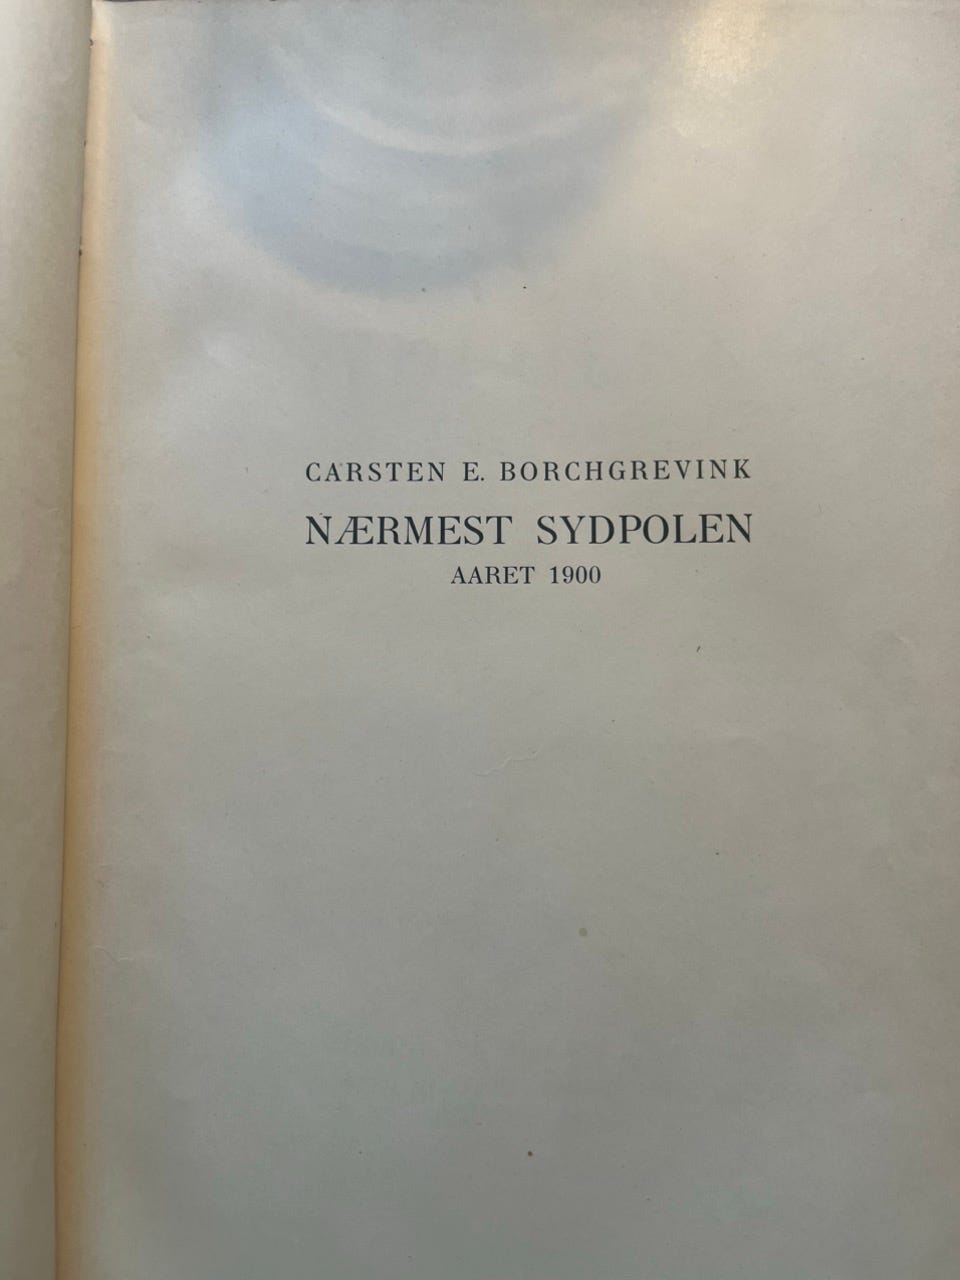 CARSTEN E. BORCHGREVINK
NÆRMEST SYDPOLEN
AARET 1900